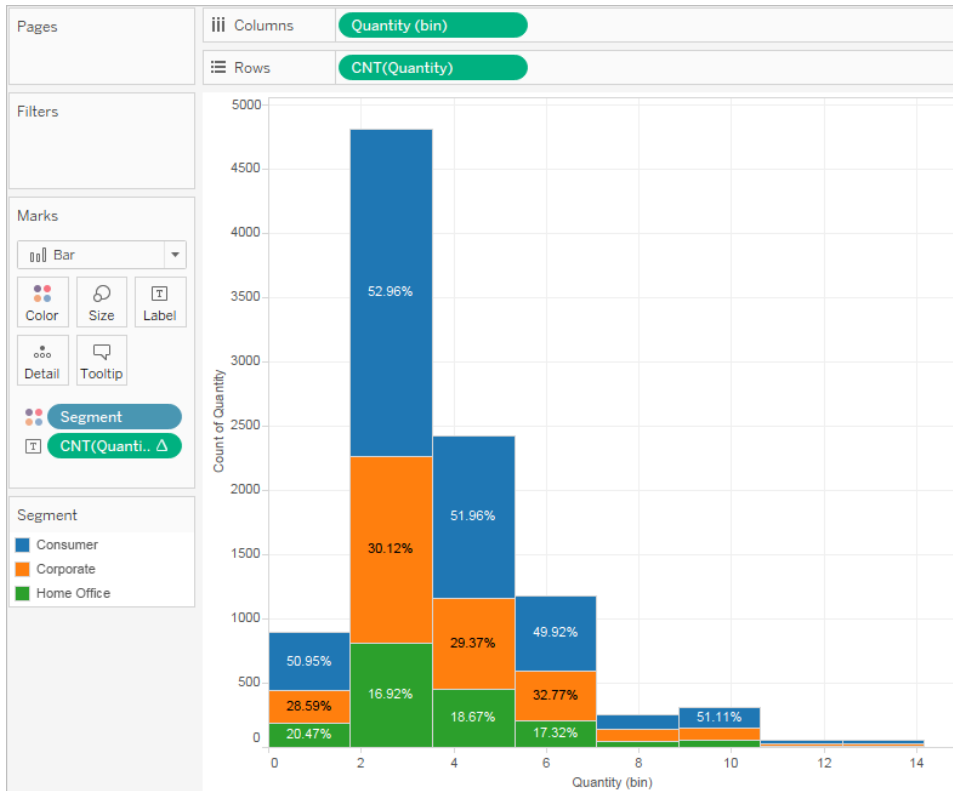 Pages
Columns
Quantity (bin)
Rows
CNT(Quantity)
Filters
Marks
Bar
Color
Size
Label
Detail
Tooltip
Segment
CNT(Quanti.. Δ
Segment
Consumer
Corporate
Home Office
Count of Quantity
5000
4500
4000
3500
3000
2500
2000
1500
1000
500
0
52.96%
30.12%
16.92%
51.96%
29.37%
18.67%
49.92%
32.77%
17.32%
50.95%
28.59%
20.47%
51.11%
0 2 4 6 8 10 12 14
Quantity (bin)